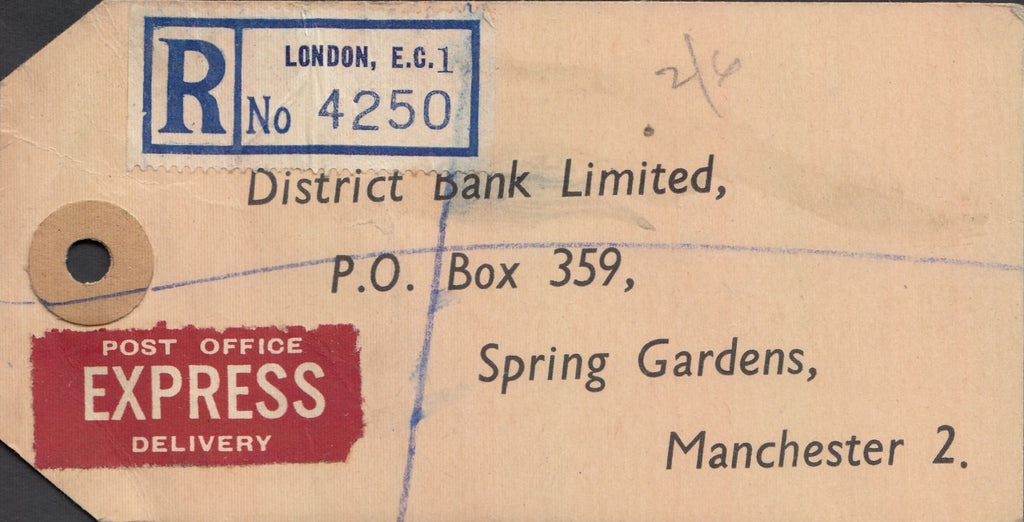 R
LONDON, E.C.1
No 4250
2/6
District Bank Limited,
P.O. Box 359,
Spring Gardens,
Manchester 2.
POST OFFICE
EXPRESS
DELIVERY